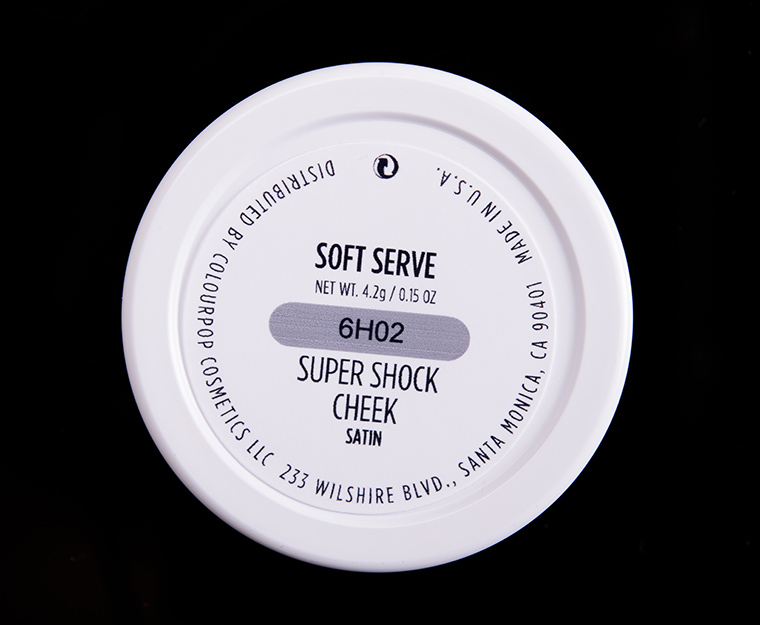 SOFT SERVE
NET WT. 4.2g / 0.15 OZ
6H02
SUPER SHOCK
CHEEK
SATIN
DISTRIBUTED BY COLOURPOP COSMETICS LLC 233 WILSHIRE BLVD., SANTA MONICA, CA 90401 MADE IN U.S.A.